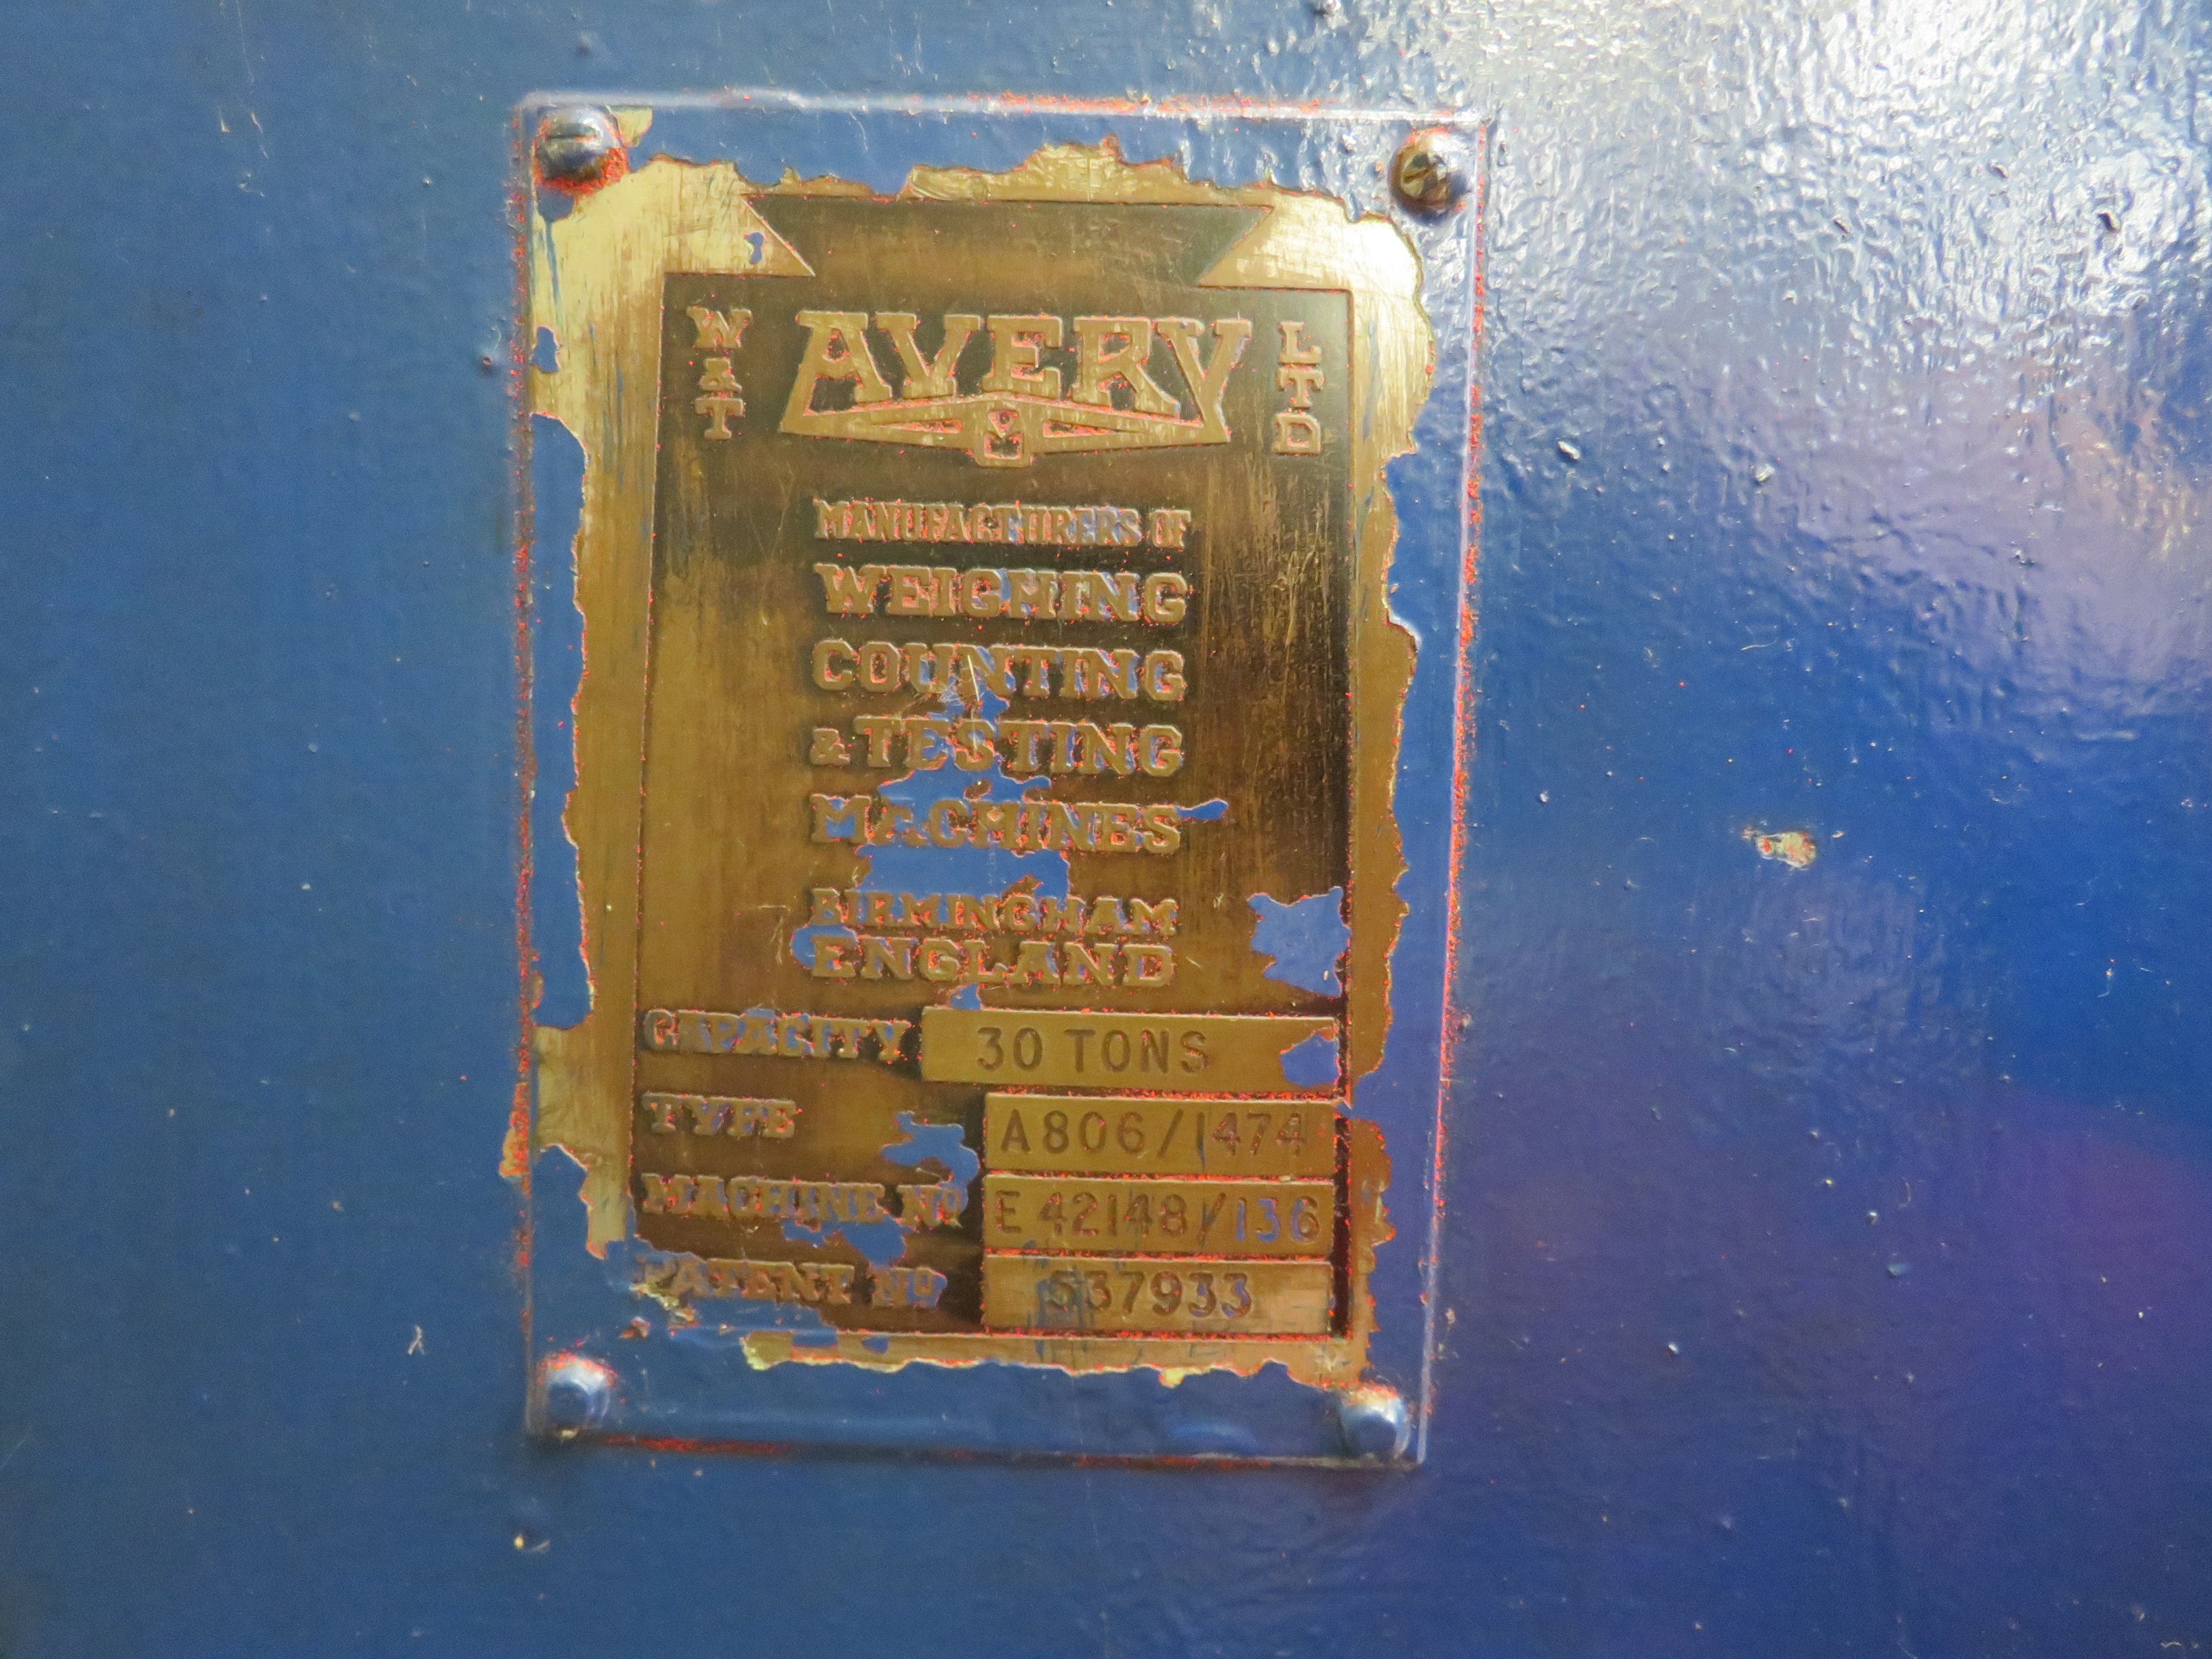 W & T AVERY LTD
MANUFACTURERS OF
WEIGHING
COUNTING
& TESTING
MACHINES
BIRMINGHAM
ENGLAND
CAPACITY 30 TONS
TYPE A806/1474
MACHINE Nº E 42148/136
PATENT Nº 537933